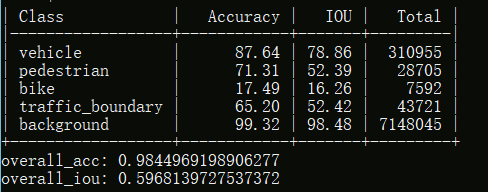 | Class | Accuracy | IOU | Total |
|------------------+------------+-------+---------|
| vehicle | 87.64 | 78.86 | 310955 |
| pedestrian | 71.31 | 52.39 | 28705 |
| bike | 17.49 | 16.26 | 7592 |
| traffic_boundary | 65.20 | 52.42 | 43721 |
| background | 99.32 | 98.48 | 7148045 |
+------------------+------------+-------+---------+
overall_acc: 0.9844969198906277
overall_iou: 0.5968139727537372